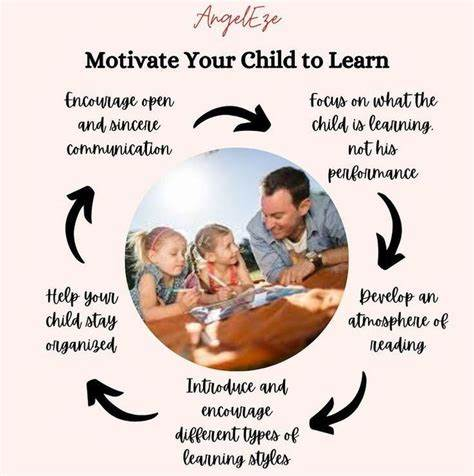 AngelEze
Motivate Your Child to Learn
Encourage open
and sincere
communication
Focus on what the
child is learning.
not his
performance
Develop an
atmosphere of
reading
Introduce and
encourage
different types of
learning styles
Help your
child stay
organized